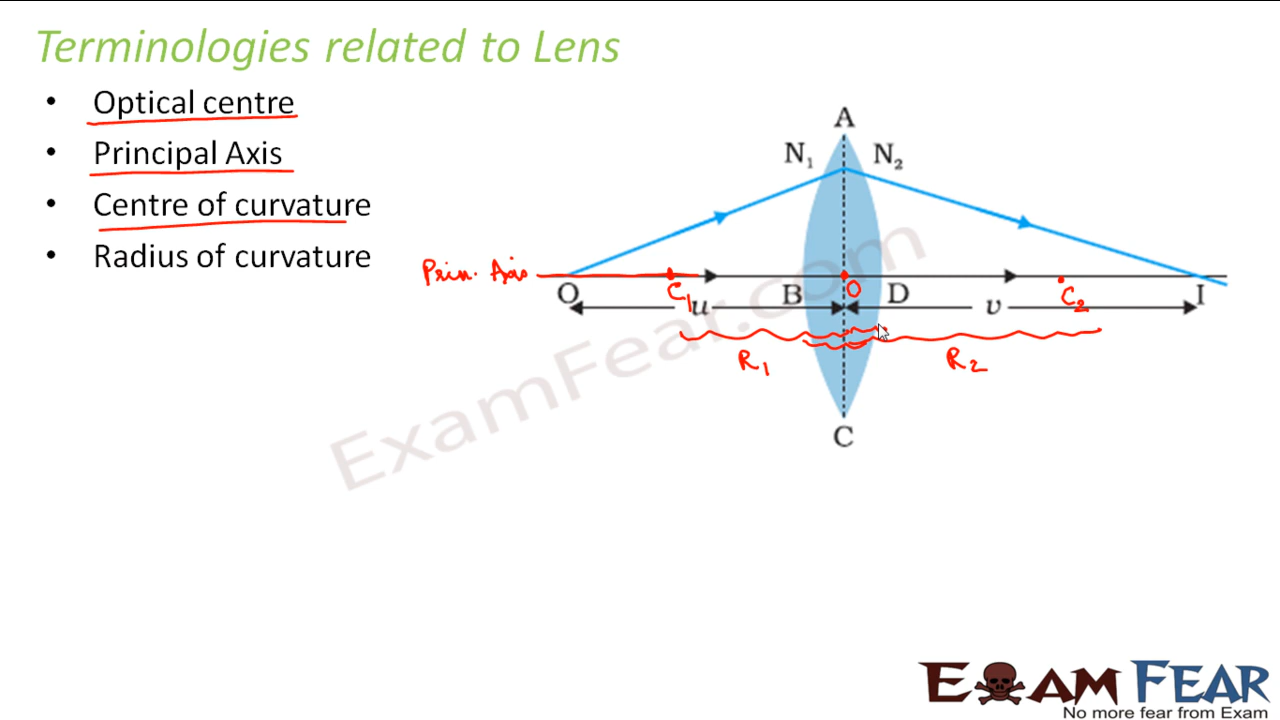 Terminologies related to Lens
• Optical centre
• Principal Axis
• Centre of curvature
• Radius of curvature
A
N₁ N₂
Prin. Axis
O C₁ B O D C₂ I
u v
R₁ R₂
C
ExamFear.com
EXAM FEAR
No more fear from Exam